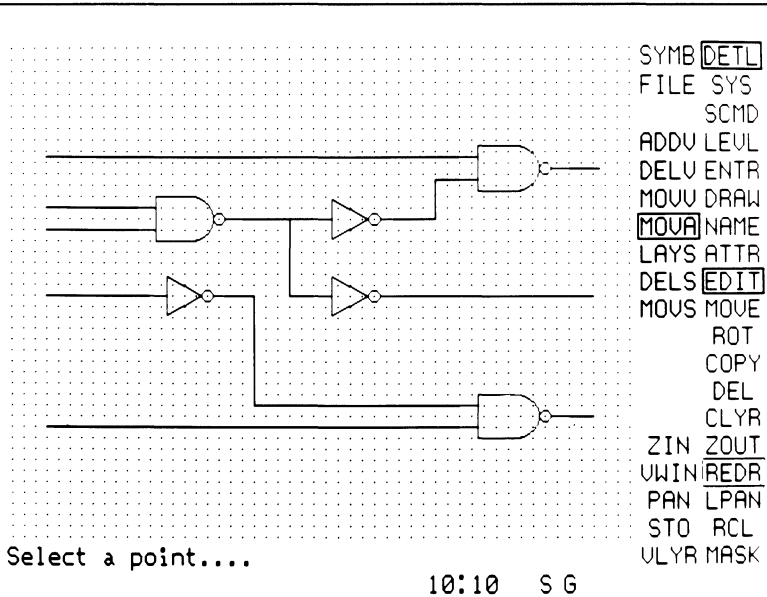 SYMB DETL
FILE SYS
SCMD
ADDV LEVL
DELV ENTR
MOVV DRAW
MOVA NAME
LAYS ATTR
DELS EDIT
MOVS MOVE
ROT
COPY
DEL
CLYR
ZIN ZOUT
VWIN REDR
PAN LPAN
STO RCL
VLYR MASK
Select a point....
10:10 S G